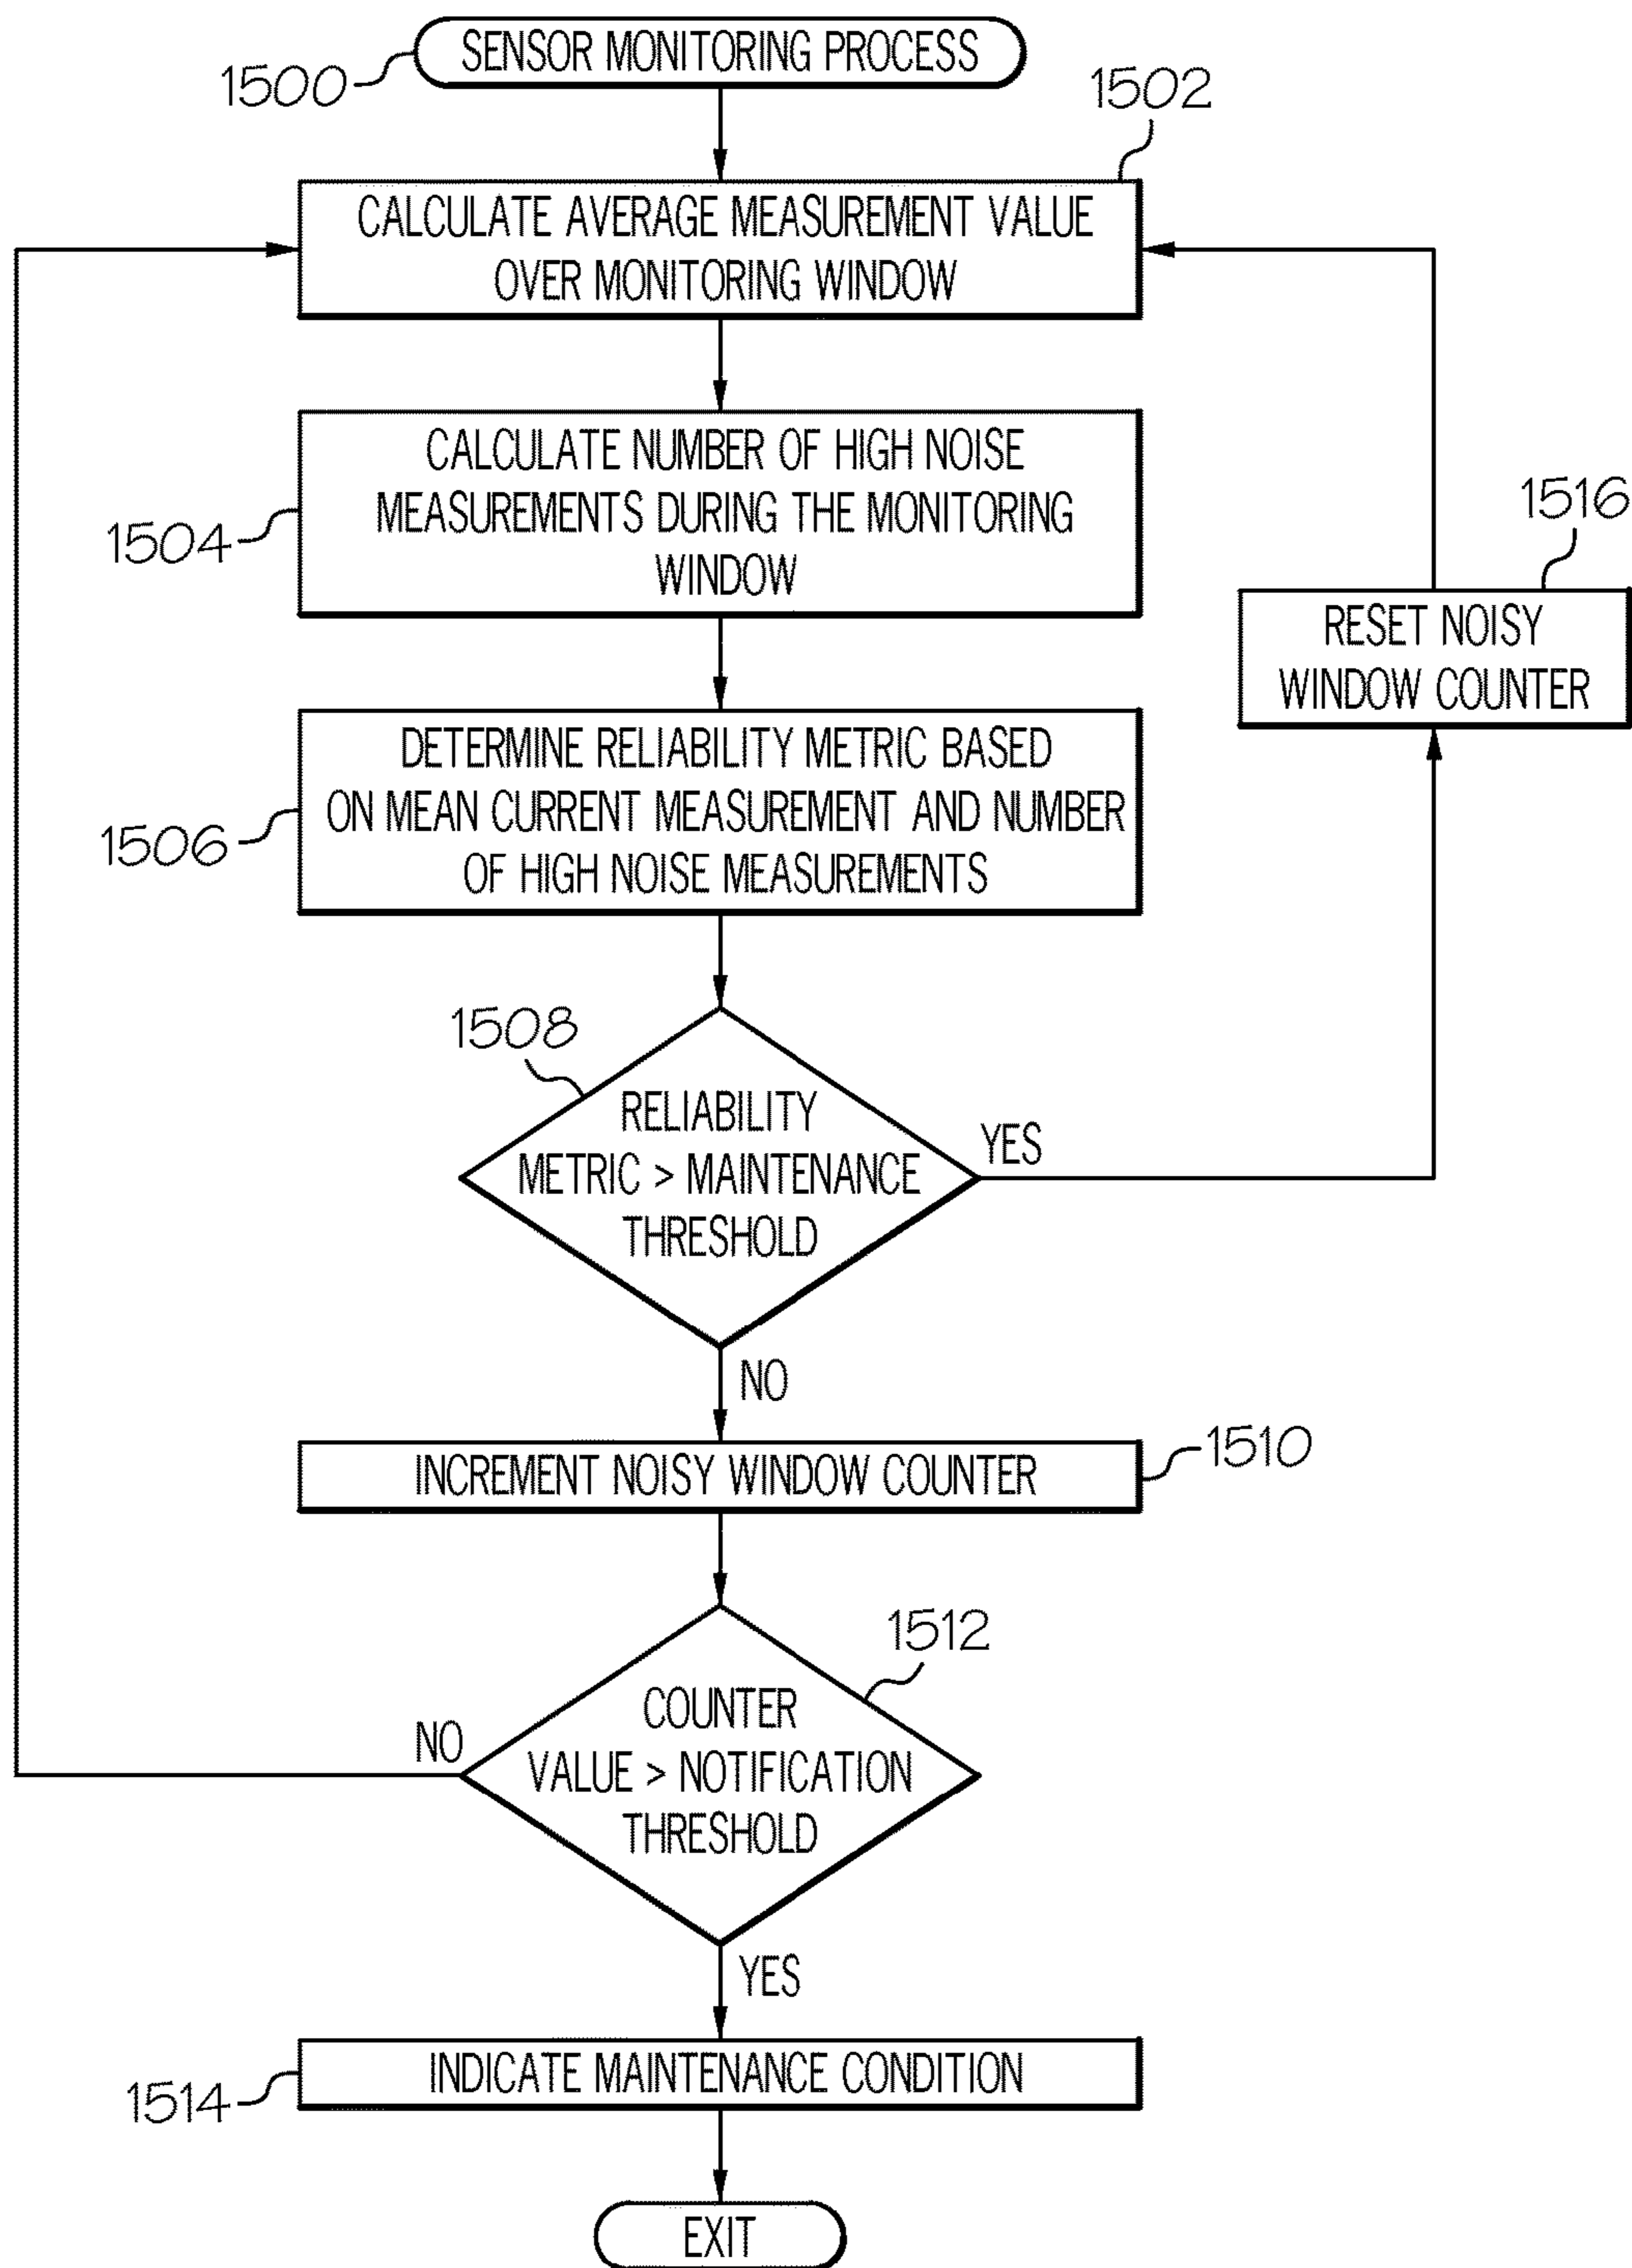 SENSOR MONITORING PROCESS
1500
1502
CALCULATE AVERAGE MEASUREMENT VALUE
OVER MONITORING WINDOW
CALCULATE NUMBER OF HIGH NOISE
MEASUREMENTS DURING THE MONITORING
WINDOW
1504
1516
RESET NOISY
WINDOW COUNTER
DETERMINE RELIABILITY METRIC BASED
ON MEAN CURRENT MEASUREMENT AND NUMBER
OF HIGH NOISE MEASUREMENTS
1506
1508
RELIABILITY
METRIC > MAINTENANCE
THRESHOLD
YES
NO
INCREMENT NOISY WINDOW COUNTER
1510
1512
COUNTER
VALUE > NOTIFICATION
THRESHOLD
NO
YES
INDICATE MAINTENANCE CONDITION
1514
EXIT